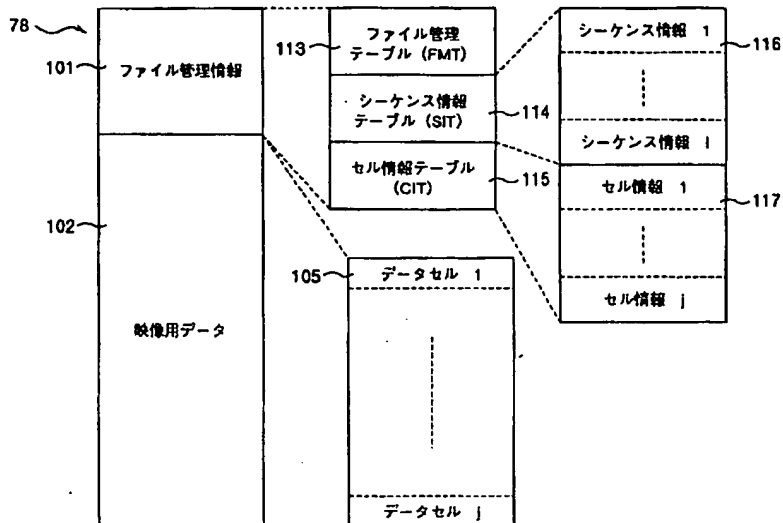 78
101
ファイル管理情報
102
映像用データ
113
ファイル管理
テーブル (FMT)
シーケンス情報
テーブル (SIT)
114
セル情報テーブル
(CIT)
115
105
データセル 1
データセル j
シーケンス情報 1
116
シーケンス情報 i
セル情報 1
117
セル情報 j